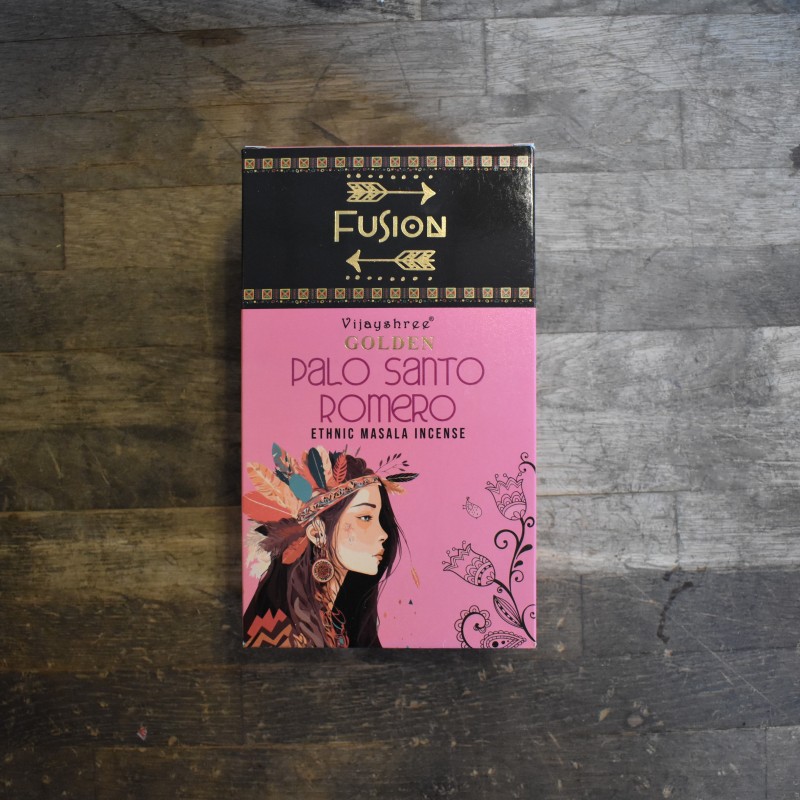 FUSION
Vijayshree®
GOLDEN
PALO SANTO
ROMERO
ETHNIC MASALA INCENSE